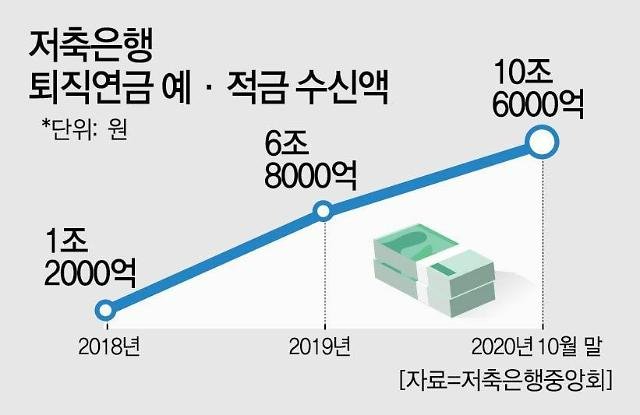 저축은행
퇴직연금 예 · 적금 수신액
*단위: 원
10조
6000억
6조
8000억
1조
2000억
2018년
2019년
2020년 10월 말
[자료=저축은행중앙회]